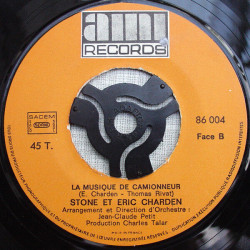 ami
RECORDS
SACEM
86 004
45 T.
Face B
LA MUSIQUE DE CAMIONNEUR
(E. Charden - Thomas Rivat)
STONE ET ERIC CHARDEN
Arrangement et Direction d'Orchestre :
Jean-Claude Petit
Production Charles Talar